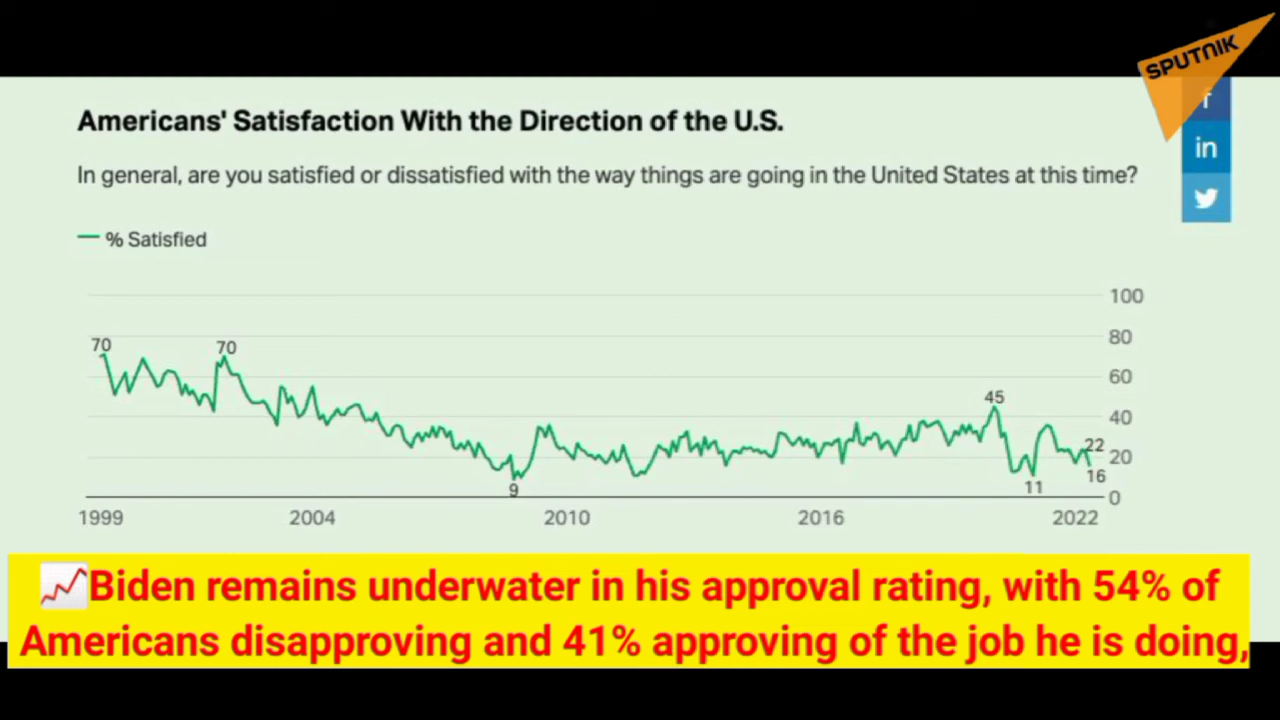 SPUTNIK
f
in
Americans' Satisfaction With the Direction of the U.S.
In general, are you satisfied or dissatisfied with the way things are going in the United States at this time?
% Satisfied
100
80
60
40
20
0
70
70
9
45
11
22
16
1999
2004
2010
2016
2022
📈Biden remains underwater in his approval rating, with 54% of
Americans disapproving and 41% approving of the job he is doing,